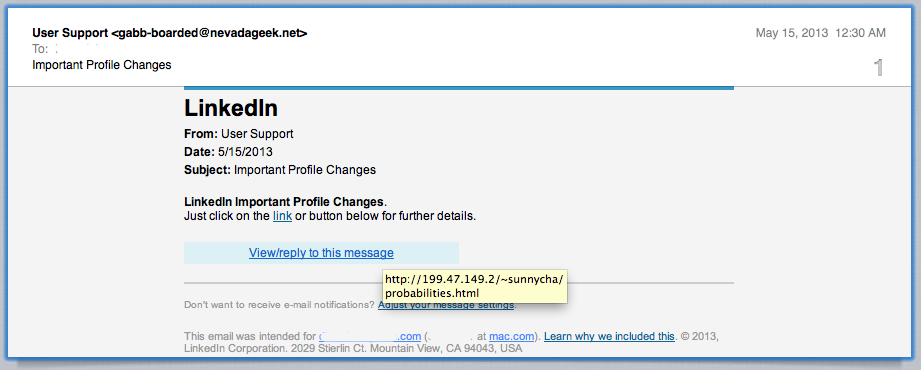 User Support <gabb-boarded@nevadageek.net> May 15, 2013 12:30 AM
To:
Important Profile Changes 1
LinkedIn
From: User Support
Date: 5/15/2013
Subject: Important Profile Changes
LinkedIn Important Profile Changes.
Just click on the link or button below for further details.
View/reply to this message
http://199.47.149.2/~sunnycha/
probabilities.html
Don't want to receive e-mail notifications? Adjust your message settings.
This email was intended for .com ( at mac.com). Learn why we included this. © 2013,
LinkedIn Corporation. 2029 Stierlin Ct. Mountain View, CA 94043, USA